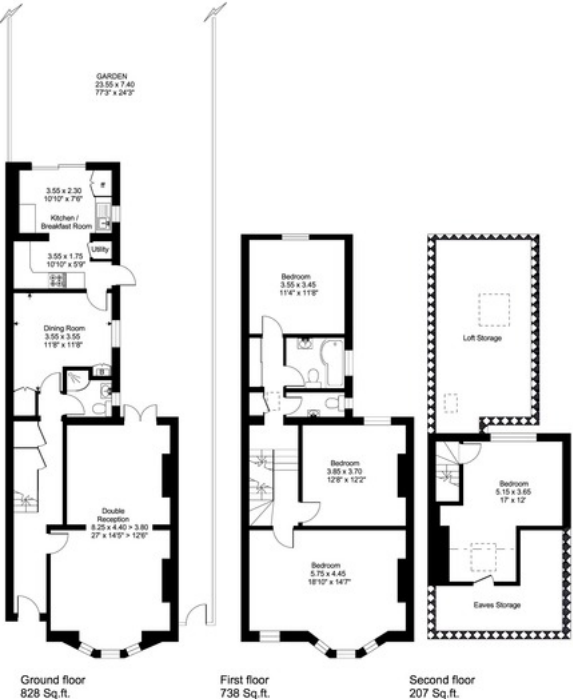 GARDEN
23.55 x 7.40
77'3" x 24'3"
3.55 x 2.30
10'10" x 7'6"
Kitchen /
Breakfast Room
Utility
3.55 x 1.75
10'10" x 5'9"
Dining Room
3.55 x 3.55
11'8" x 11'8"
Double
Reception
8.25 x 4.40 > 3.80
27' x 14'5" > 12'6"
Bedroom
3.55 x 3.45
11'4" x 11'8"
Bedroom
3.85 x 3.70
12'8" x 12'2"
Bedroom
5.75 x 4.45
18'10" x 14'7"
Loft Storage
Bedroom
5.15 x 3.65
17' x 12'
Eaves Storage
Ground floor
828 Sq.ft.
First floor
738 Sq.ft.
Second floor
207 Sq.ft.